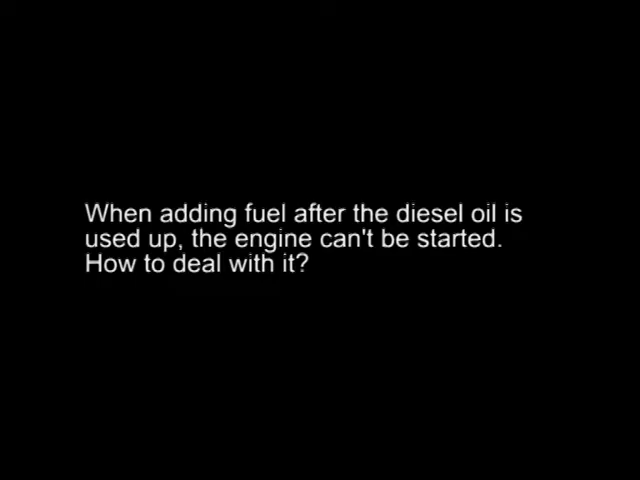 When adding fuel after the diesel oil is
used up, the engine can't be started.
How to deal with it?